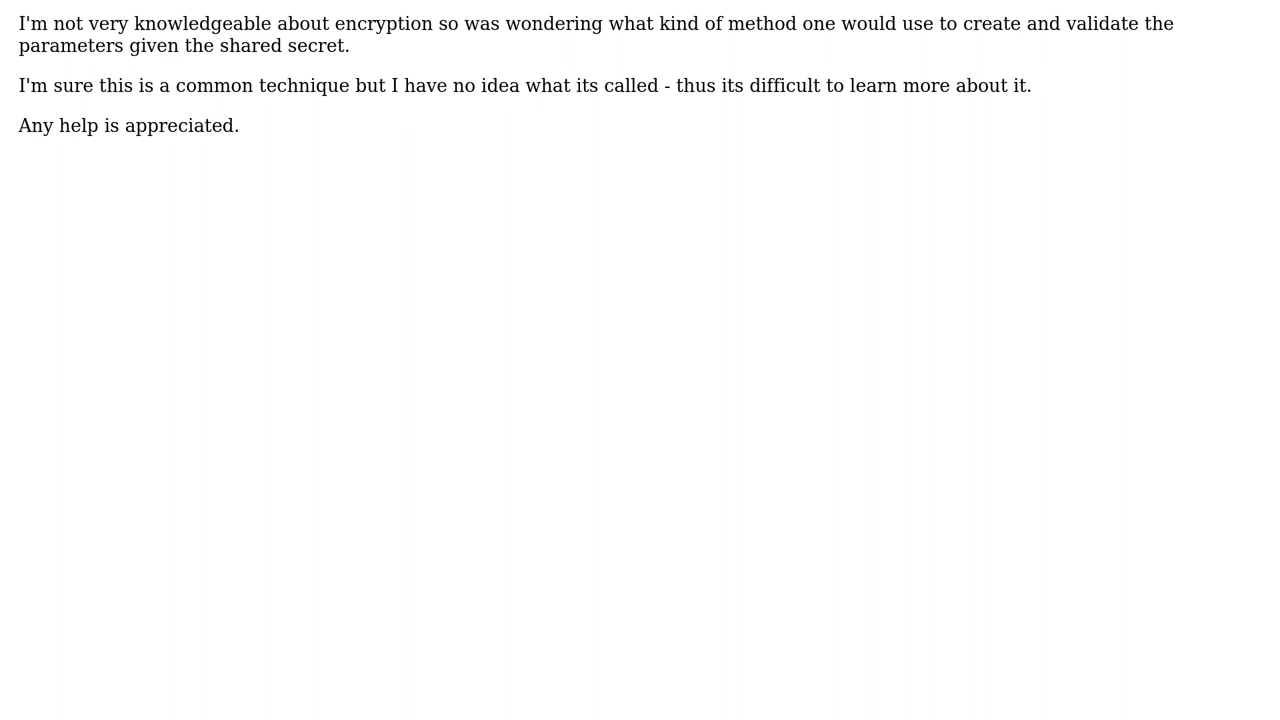 I'm not very knowledgeable about encryption so was wondering what kind of method one would use to create and validate the
parameters given the shared secret.
I'm sure this is a common technique but I have no idea what its called - thus its difficult to learn more about it.
Any help is appreciated.